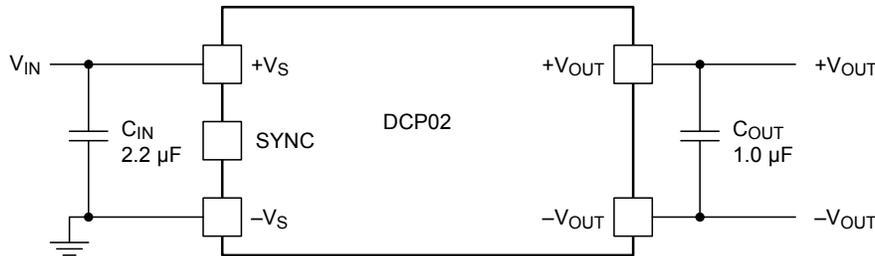 V_IN
+V_S
+V_OUT
+V_OUT
C_IN
2.2 µF
SYNC
DCP02
C_OUT
1.0 µF
–V_S
–V_OUT
–V_OUT